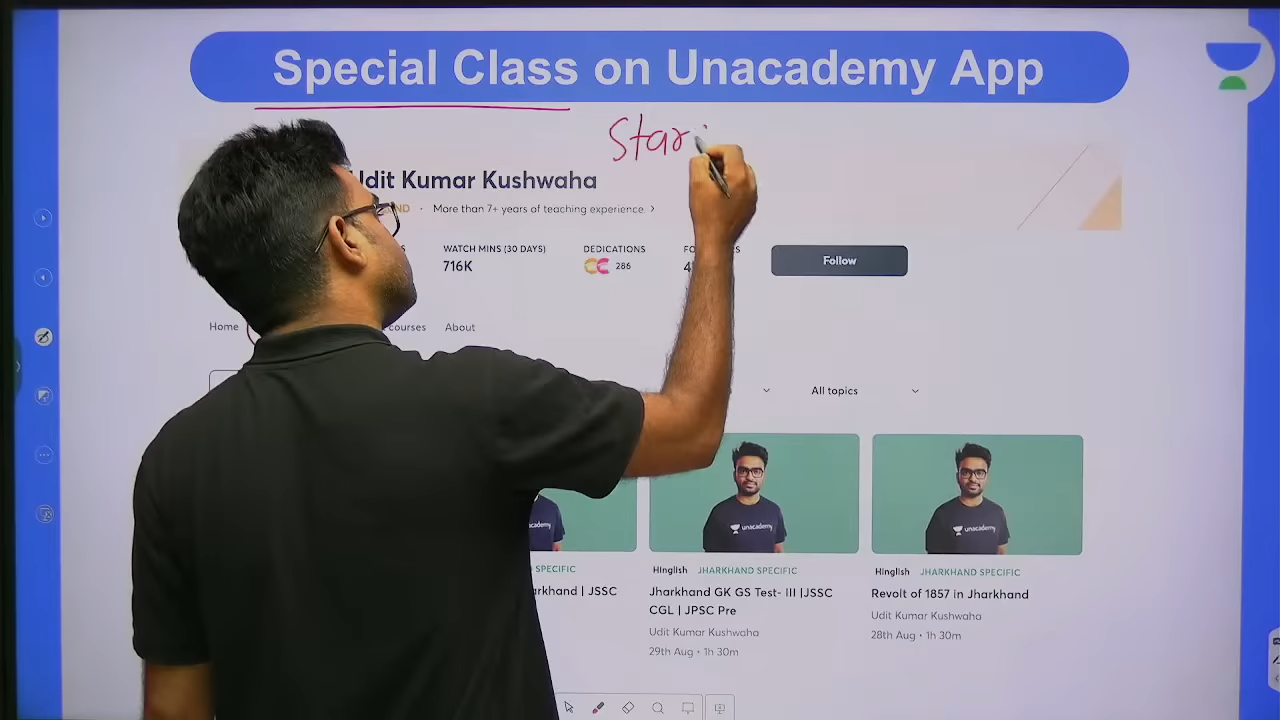 Special Class on Unacademy App
Star
Udit Kumar Kushwaha
More than 7+ years of teaching experience. >
WATCH MINS (30 DAYS)
716K
DEDICATIONS
286
Follow
Home
courses
About
All topics
unacademy
unacademy
SPECIFIC
Hinglish JHARKHAND SPECIFIC
Hinglish JHARKHAND SPECIFIC
arkhand | JSSC
Jharkhand GK GS Test- III |JSSC
CGL | JPSC Pre
Udit Kumar Kushwaha
29th Aug • 1h 30m
Revolt of 1857 in Jharkhand
Udit Kumar Kushwaha
28th Aug • 1h 30m